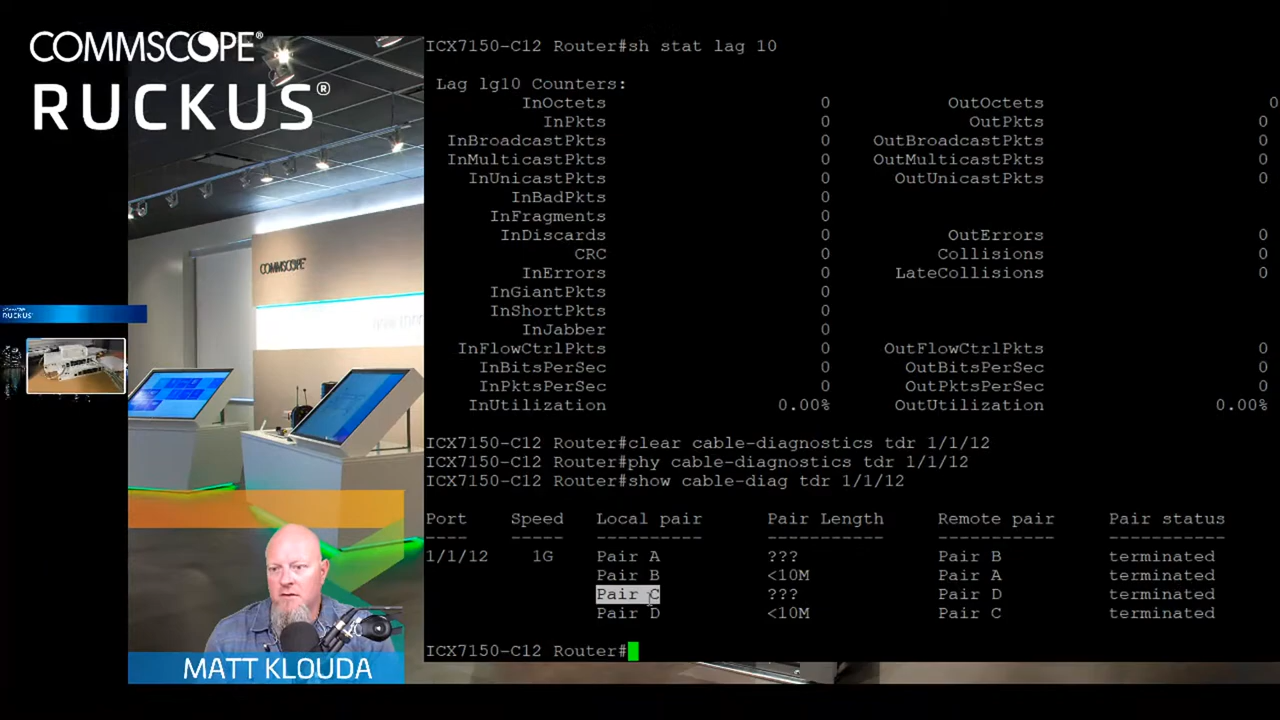 COMMSCOPE®
RUCKUS®
COMMSCOPE
RUCKUS
MATT KLOUDA
ICX7150-C12 Router#sh stat lag 10
Lag lg10 Counters:
InOctets 0 OutOctets 0
InPkts 0 OutPkts 0
InBroadcastPkts 0 OutBroadcastPkts 0
InMulticastPkts 0 OutMulticastPkts 0
InUnicastPkts 0 OutUnicastPkts 0
InBadPkts 0
InFragments 0
InDiscards 0 OutErrors 0
CRC 0 Collisions 0
InErrors 0 LateCollisions 0
InGiantPkts 0
InShortPkts 0
InJabber 0
InFlowCtrlPkts 0 OutFlowCtrlPkts 0
InBitsPerSec 0 OutBitsPerSec 0
InPktsPerSec 0 OutPktsPerSec 0
InUtilization 0.00% OutUtilization 0.00%
ICX7150-C12 Router#clear cable-diagnostics tdr 1/1/12
ICX7150-C12 Router#phy cable-diagnostics tdr 1/1/12
ICX7150-C12 Router#show cable-diag tdr 1/1/12
Port Speed Local pair Pair Length Remote pair Pair status
---- ----- ---------- ----------- ----------- -----------
1/1/12 1G Pair A ??? Pair B terminated
Pair B <10M Pair A terminated
Pair C ??? Pair D terminated
Pair D <10M Pair C terminated
ICX7150-C12 Router#